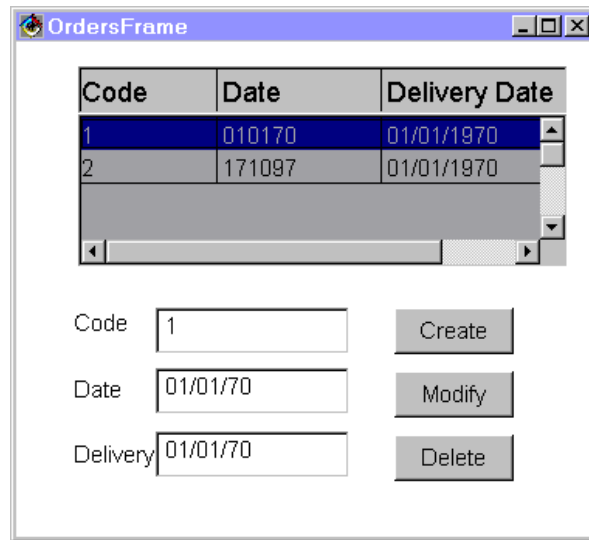 OrdersFrame
Code Date Delivery Date
1 010170 01/01/1970
2 171097 01/01/1970
Code 1 Create
Date 01/01/70 Modify
Delivery 01/01/70 Delete